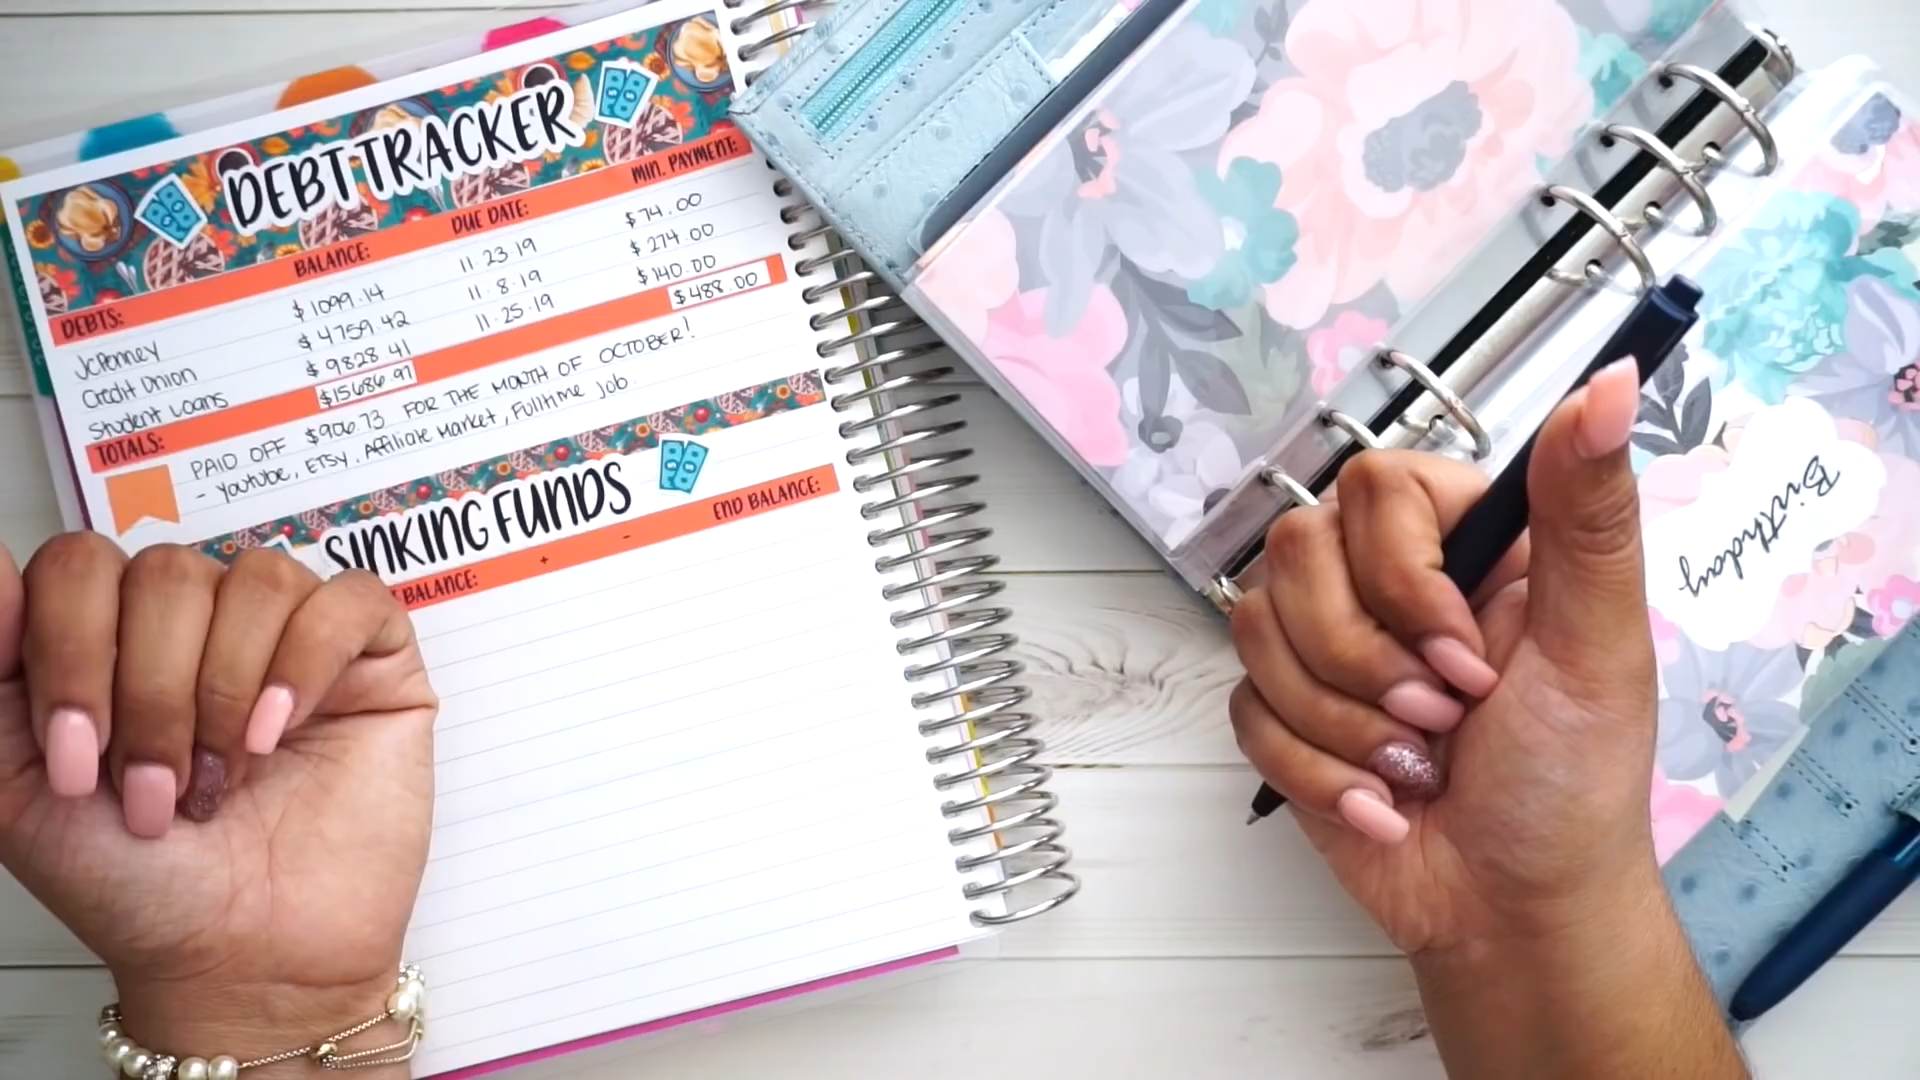 DEBT TRACKER
DEBTS: BALANCE: DUE DATE: MIN. PAYMENT:
JcPenney $1099.14 11.23.19 $74.00
Credit Union $4759.42 11.8.19 $274.00
Student Loans $9828.41 11.25.19 $140.00
TOTALS: $15686.97 $488.00
PAID OFF $906.73 FOR THE MONTH OF OCTOBER!
- Youtube, ETSY, Affiliate Market, Fulltime Job.
SINKING FUNDS
BALANCE: + - END BALANCE:
Birthday